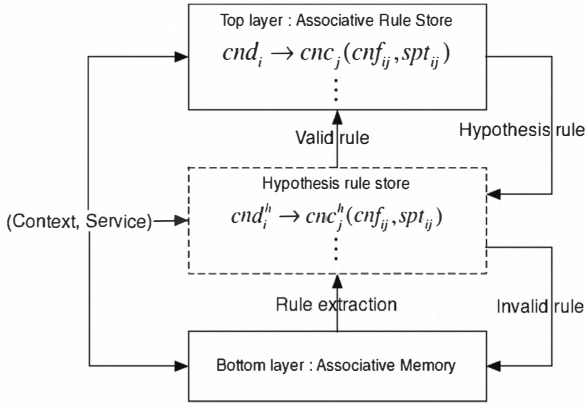 Top layer : Associative Rule Store
cnd_i → cnc_j(cnf_ij, spt_ij)
⋮
Valid rule
Hypothesis rule
Hypothesis rule store
cnd_i^h → cnc_j^h(cnf_ij, spt_ij)
⋮
(Context, Service)
Rule extraction
Invalid rule
Bottom layer : Associative Memory